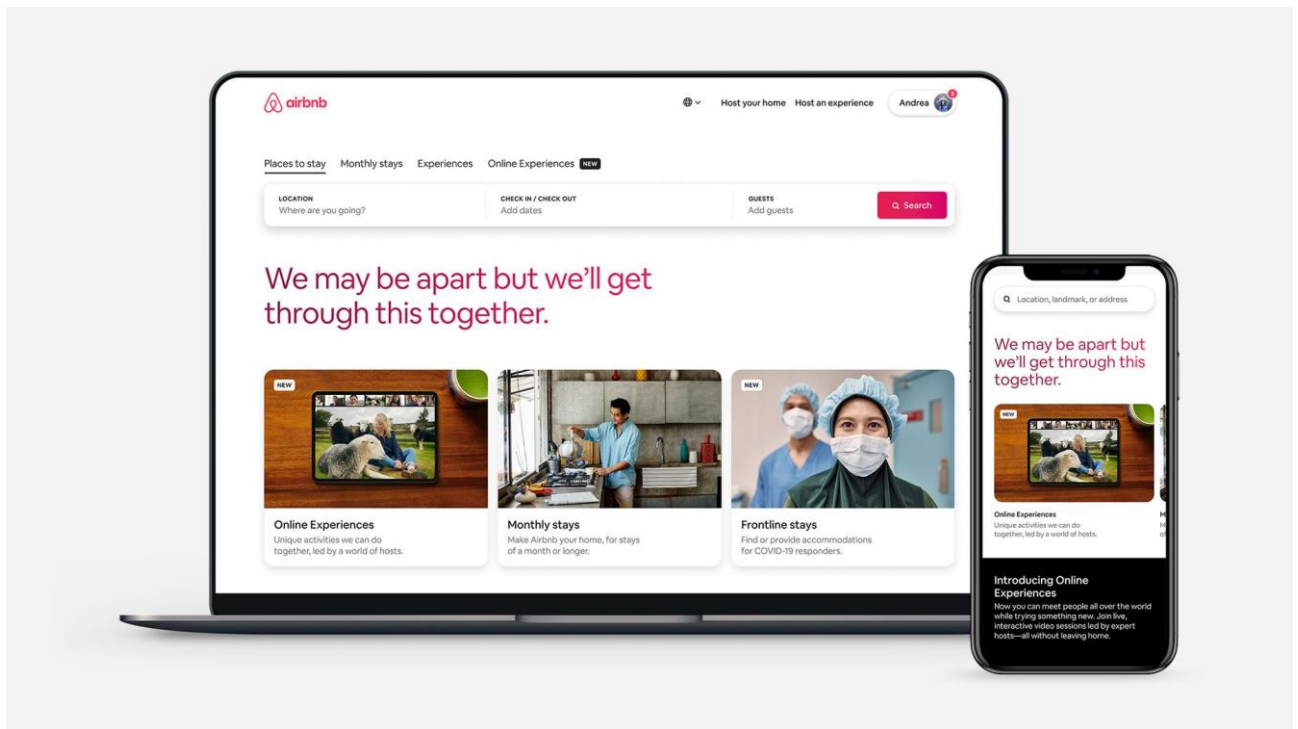 airbnb
Host your home
Host an experience
Andrea
3
Places to stay
Monthly stays
Experiences
Online Experiences
NEW
LOCATION
Where are you going?
CHECK IN / CHECK OUT
Add dates
GUESTS
Add guests
Search
We may be apart but we’ll get
through this together.
NEW
Online Experiences
Unique activities we can do
together, led by a world of hosts.
Monthly stays
Make Airbnb your home, for stays
of a month or longer.
NEW
Frontline stays
Find or provide accommodations
for COVID-19 responders.
Location, landmark, or address
We may be apart but
we’ll get through this
together.
NEW
Online Experiences
Unique activities we can do
together, led by a world of hosts.
Introducing Online
Experiences
Now you can meet people all over the world
while trying something new. Join live,
interactive video sessions led by expert
hosts—all without leaving home.